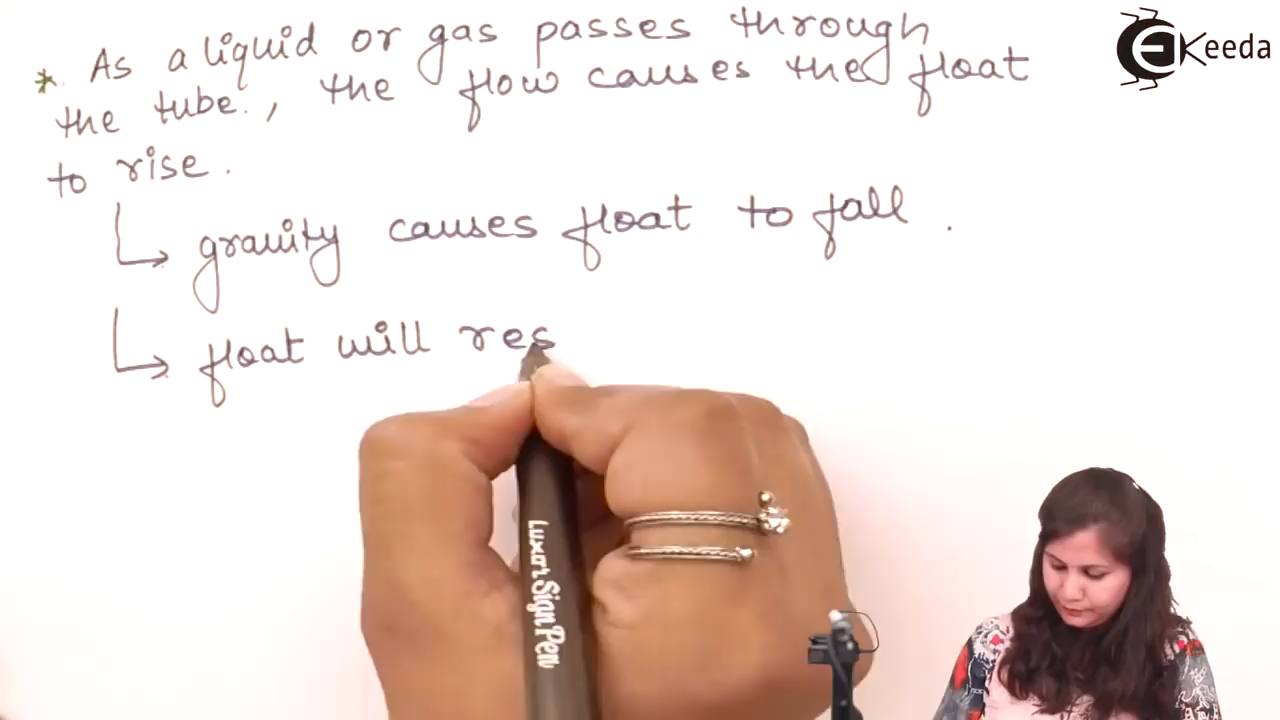 * As a liquid or gas passes through
the tube., the flow causes the float
to rise.
gravity causes float to fall.
float will res
EKeeda
Luxor Sign Pen